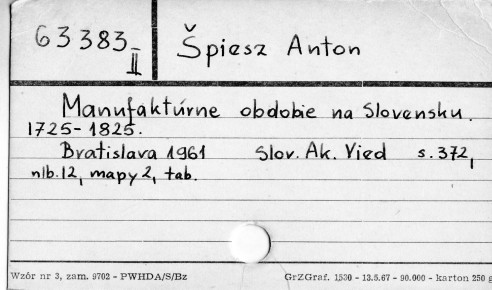 63383 II
Špiesz Anton
Manufaktúrne obdobie na Slovensku.
1725-1825.
Bratislava 1961 Slov. Ak. Vied s. 372,
nlb. 12, mapy 2, tab.
Wzór nr 3, zam. 9702 - PWHDA/S/Bz GrZGraf. 1530 - 13.5.67 - 90.000 - karton 250 g